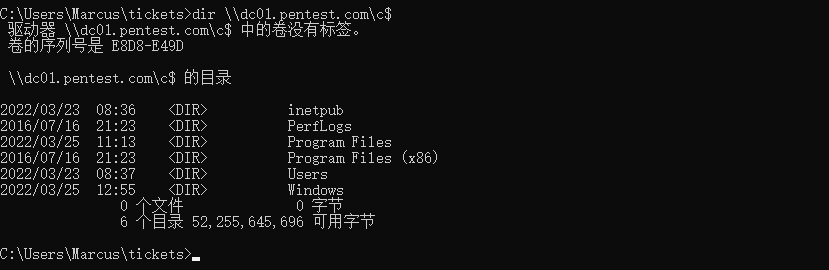 C:\Users\Marcus\tickets>dir \\dc01.pentest.com\c$
驱动器 \\dc01.pentest.com\c$ 中的卷没有标签。
卷的序列号是 E8D8-E49D
\\dc01.pentest.com\c$ 的目录
2022/03/23  08:36    <DIR>          inetpub
2016/07/16  21:23    <DIR>          PerfLogs
2022/03/25  11:13    <DIR>          Program Files
2016/07/16  21:23    <DIR>          Program Files (x86)
2022/03/23  08:37    <DIR>          Users
2022/03/25  12:55    <DIR>          Windows
0 个文件              0 字节
6 个目录 52,255,645,696 可用字节
C:\Users\Marcus\tickets>